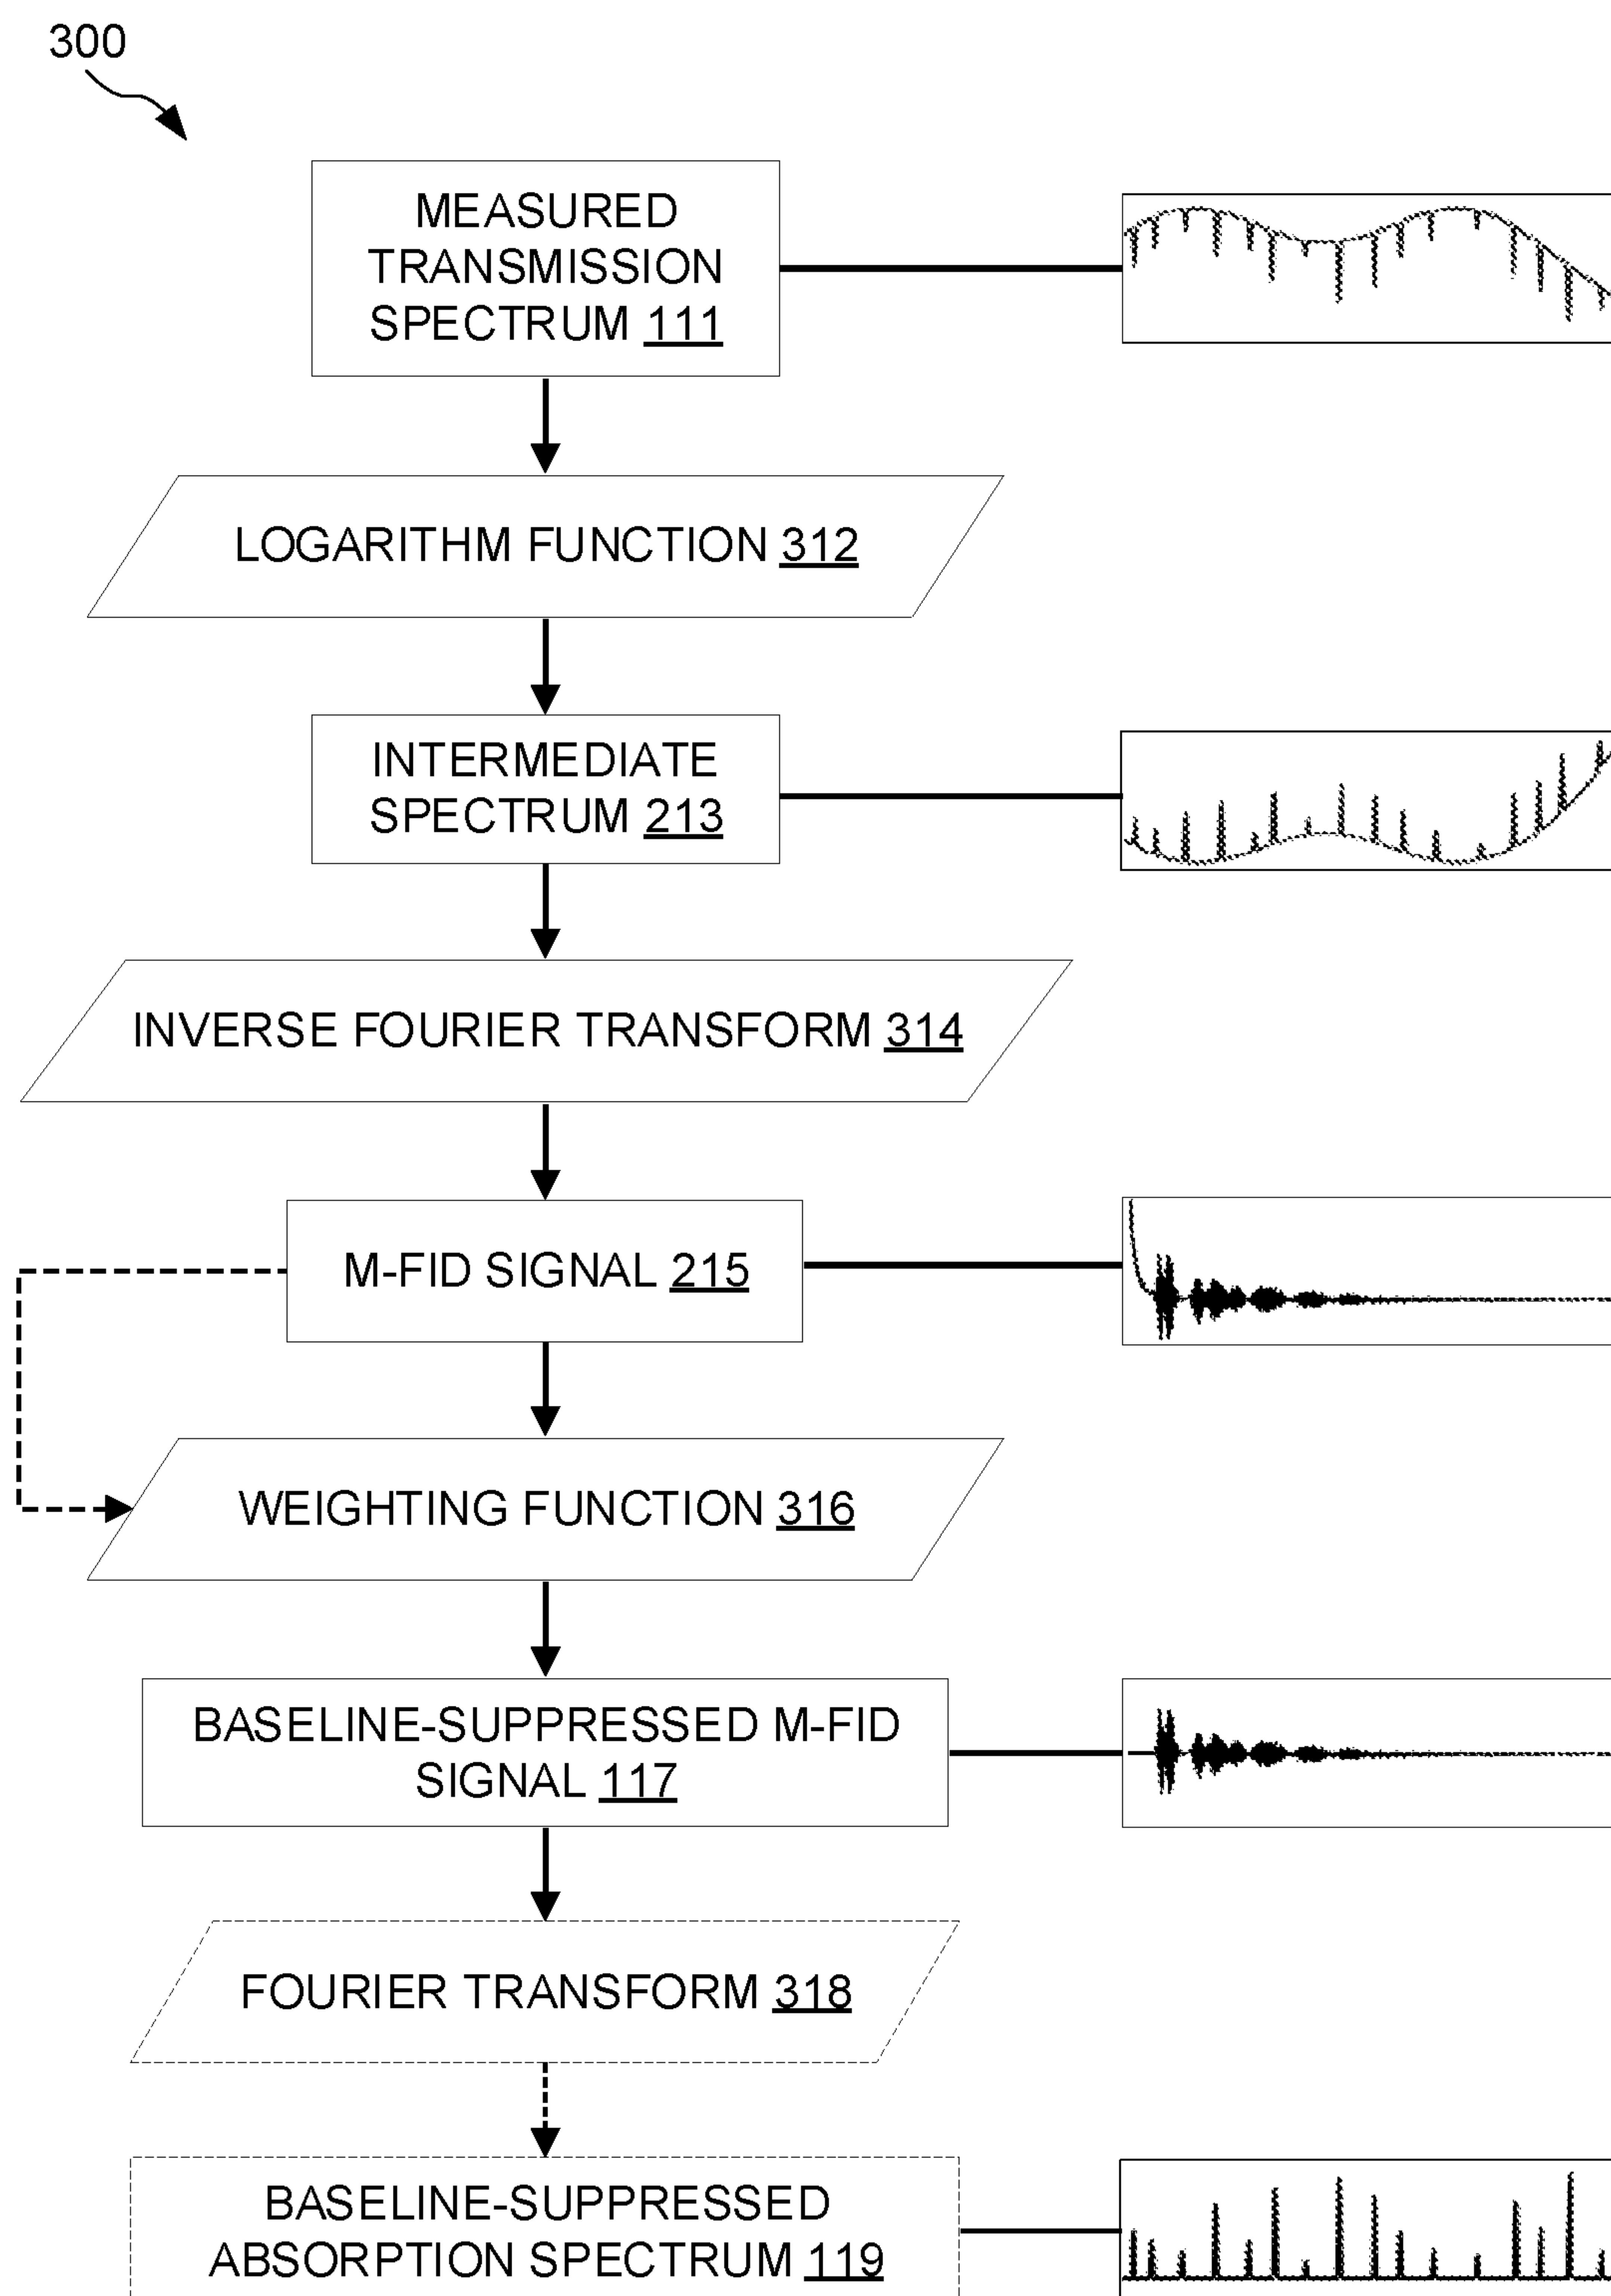 300
MEASURED
TRANSMISSION
SPECTRUM 111
LOGARITHM FUNCTION 312
INTERMEDIATE
SPECTRUM 213
INVERSE FOURIER TRANSFORM 314
M-FID SIGNAL 215
WEIGHTING FUNCTION 316
BASELINE-SUPPRESSED M-FID
SIGNAL 117
FOURIER TRANSFORM 318
BASELINE-SUPPRESSED
ABSORPTION SPECTRUM 119